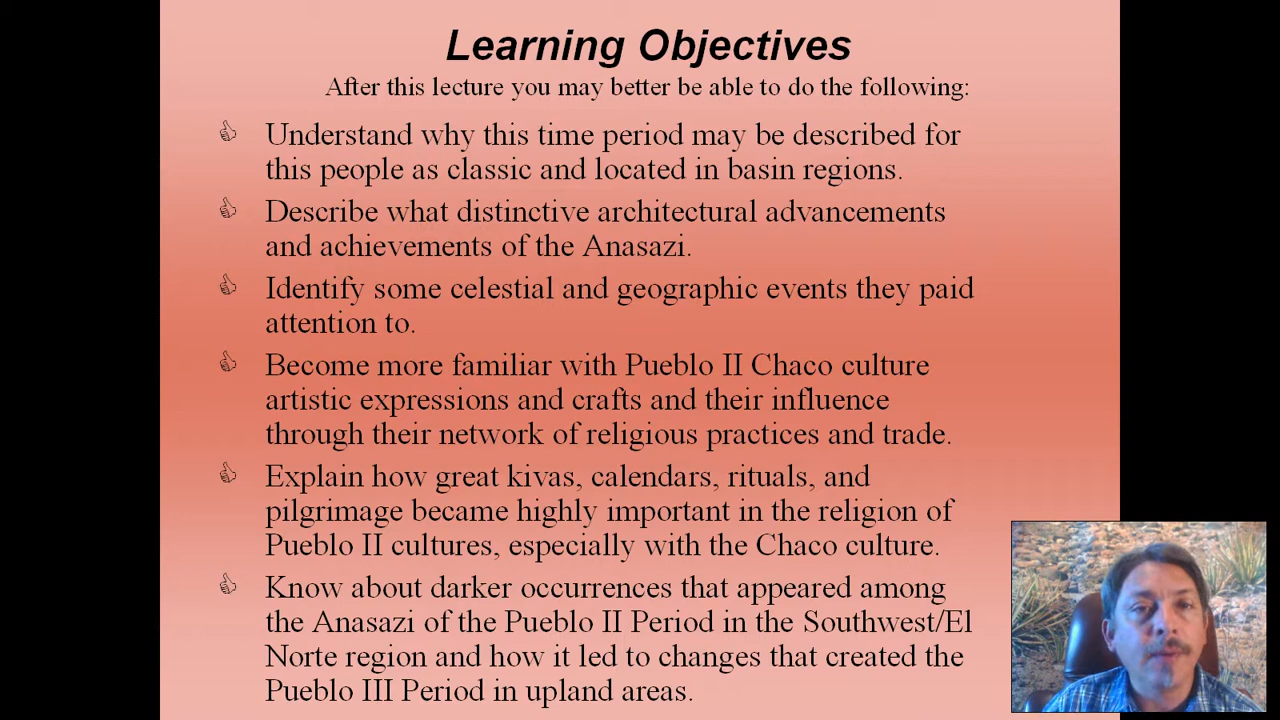 Learning Objectives
After this lecture you may better be able to do the following:
Understand why this time period may be described for
this people as classic and located in basin regions.
Describe what distinctive architectural advancements
and achievements of the Anasazi.
Identify some celestial and geographic events they paid
attention to.
Become more familiar with Pueblo II Chaco culture
artistic expressions and crafts and their influence
through their network of religious practices and trade.
Explain how great kivas, calendars, rituals, and
pilgrimage became highly important in the religion of
Pueblo II cultures, especially with the Chaco culture.
Know about darker occurrences that appeared among
the Anasazi of the Pueblo II Period in the Southwest/El
Norte region and how it led to changes that created the
Pueblo III Period in upland areas.